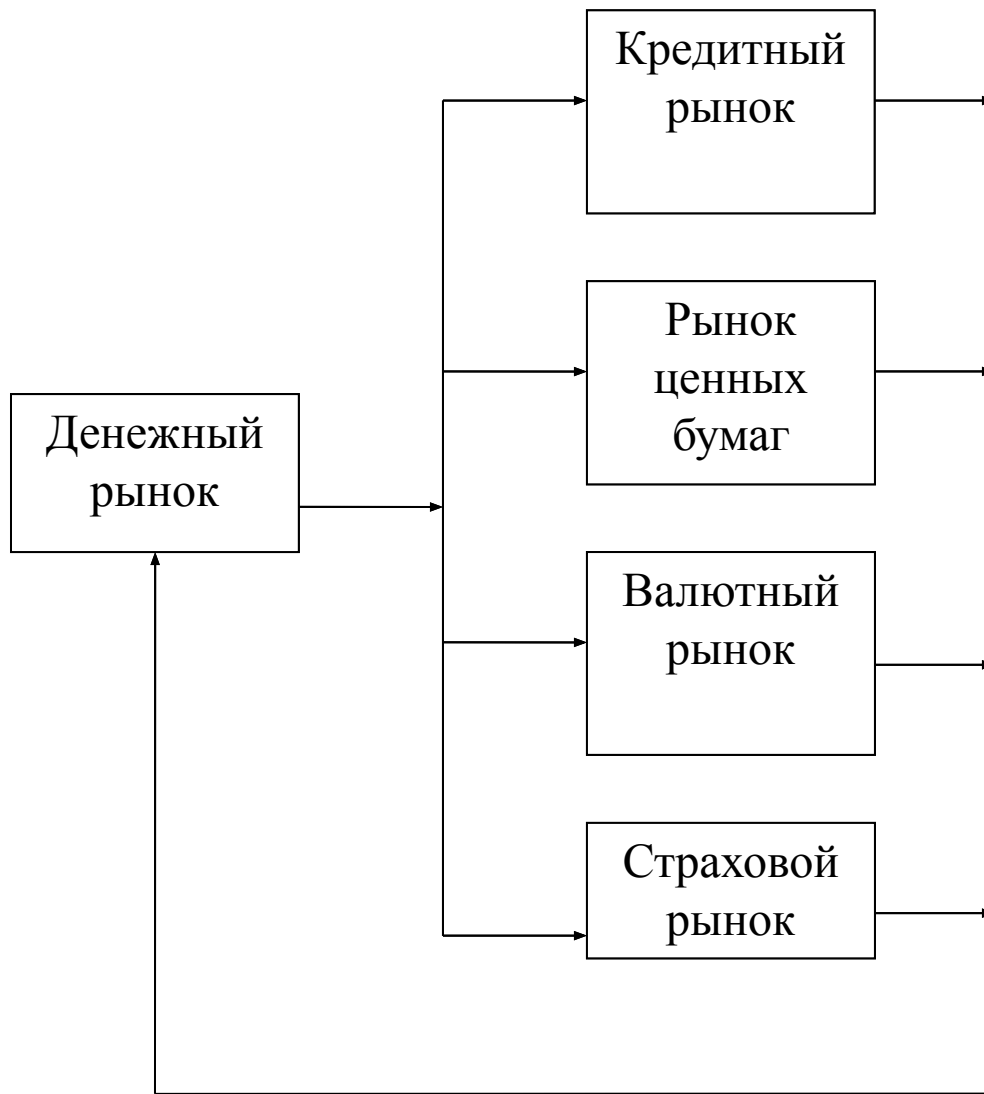 Кредитный
рынок
Рынок
ценных
бумаг
Денежный
рынок
Валютный
рынок
Страховой
рынок